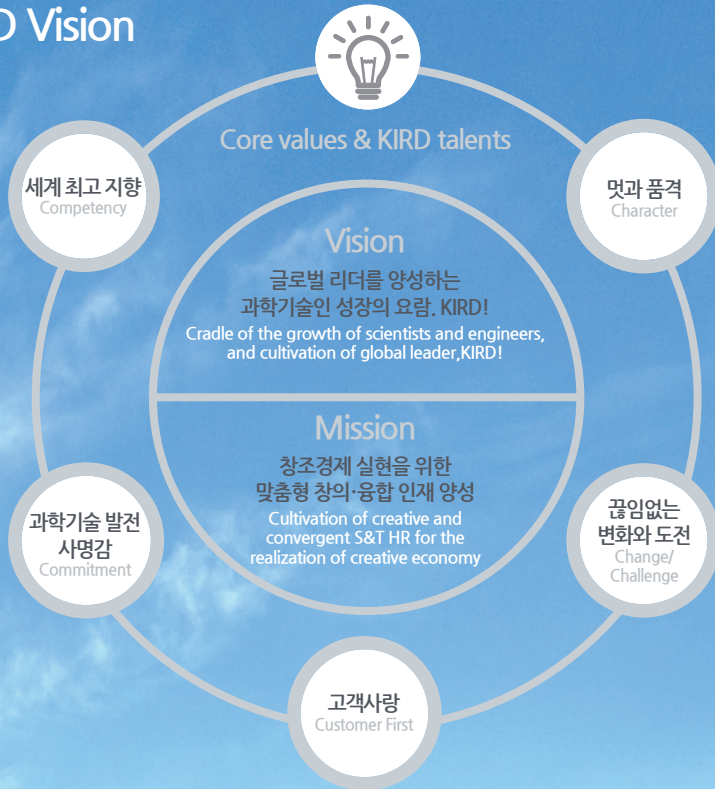 D Vision
Core values & KIRD talents
세계 최고 지향
Competency
멋과 품격
Character
Vision
글로벌 리더를 양성하는
과학기술인 성장의 요람. KIRD!
Cradle of the growth of scientists and engineers,
and cultivation of global leader,KIRD!
Mission
창조경제 실현을 위한
맞춤형 창의·융합 인재 양성
Cultivation of creative and
convergent S&T HR for the
realization of creative economy
과학기술 발전
사명감
Commitment
끊임없는
변화와 도전
Change/
Challenge
고객사랑
Customer First